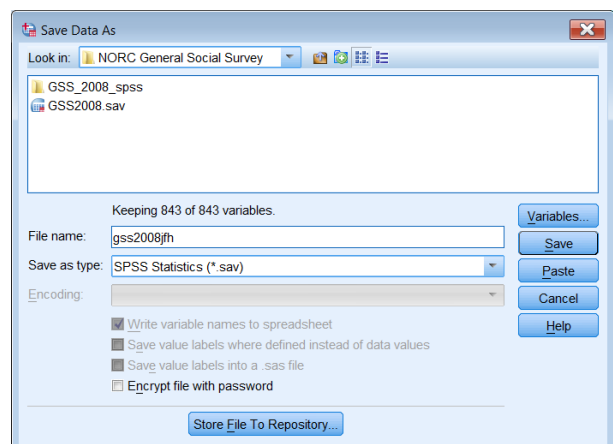 Save Data As
Look in: NORC General Social Survey
GSS_2008_spss
GSS2008.sav
Keeping 843 of 843 variables.
Variables...
File name: gss2008jfh
Save
Save as type: SPSS Statistics (*.sav)
Paste
Encoding:
Cancel
Write variable names to spreadsheet
Help
Save value labels where defined instead of data values
Save value labels into a .sas file
Encrypt file with password
Store File To Repository...